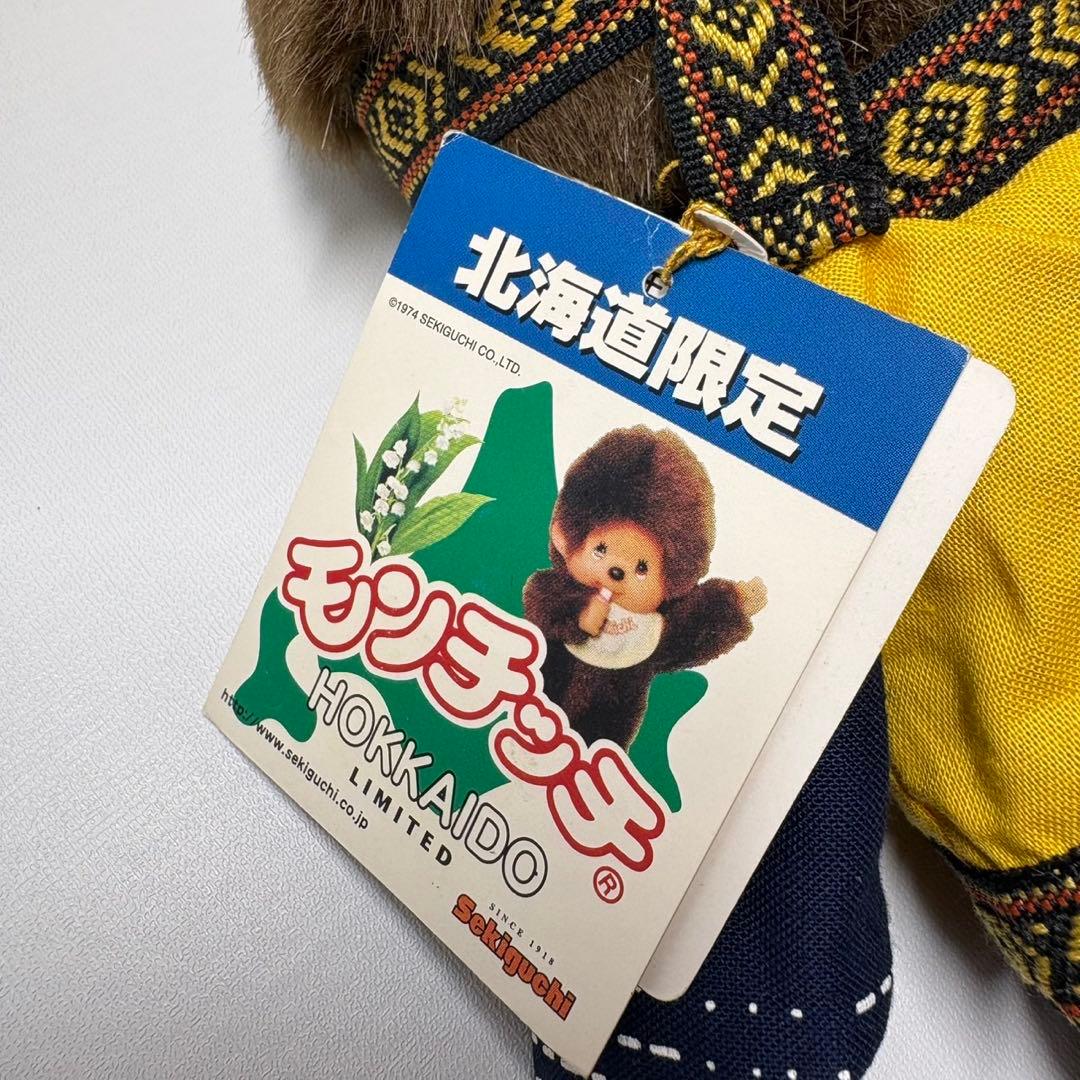 北海道限定
©1974 SEKIGUCHI CO.,LTD.
モンチッチ®
HOKKAIDO
LIMITED
http://www.sekiguchi.co.jp
SINCE 1918
Sekiguchi